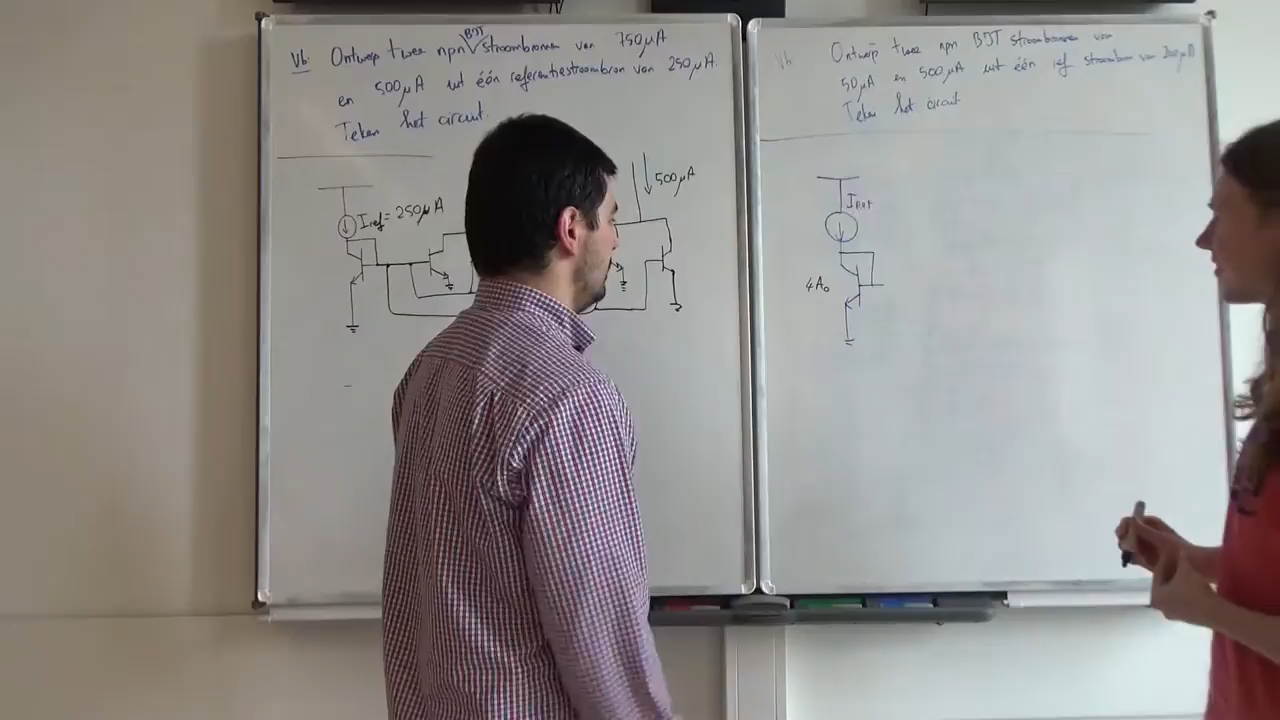 Vb. Ontwerp twee npn BJT stroombronnen van 750µA
en 500µA uit één referentiestroombron van 250µA.
Teken het circuit.
Iref = 250µA
500µA
Vb. Ontwerp twee npn BJT stroombronnen van
50µA en 500µA uit één ref stroombron van 200µA
Teken het circuit
Iref
4A₀